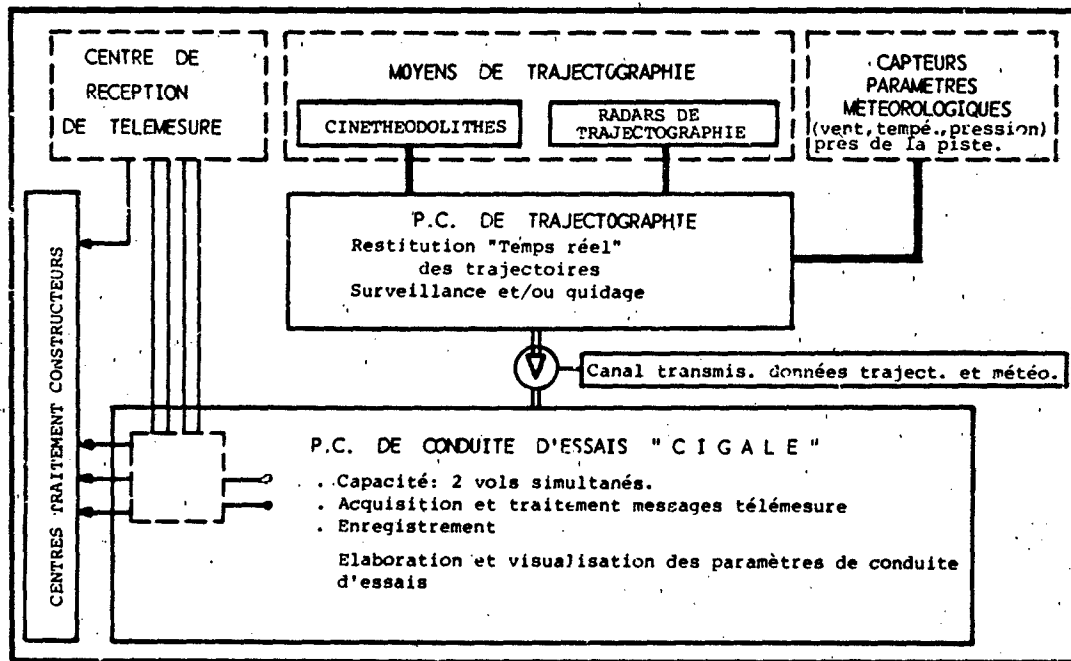 CENTRE DE
RECEPTION
DE TELEMESURE
MOYENS DE TRAJECTOGRAPHIE
CINETHEODOLITHES
RADARS DE
TRAJECTOGRAPHIE
CAPTEURS
PARAMETRES
METEOROLOGIQUES
(vent, tempé., pression)
près de la piste.
P.C. DE TRAJECTOGRAPHIE
Restitution "Temps réel"
des trajectoires
Surveillance et/ou quidage
Canal transmis. données traject. et météo.
CENTRES TRAITEMENT CONSTRUCTEURS
P.C. DE CONDUITE D'ESSAIS "CIGALE"
. Capacité: 2 vols simultanés.
. Acquisition et traitement messages télémesure
. Enregistrement
Elaboration et visualisation des paramètres de conduite
d'essais